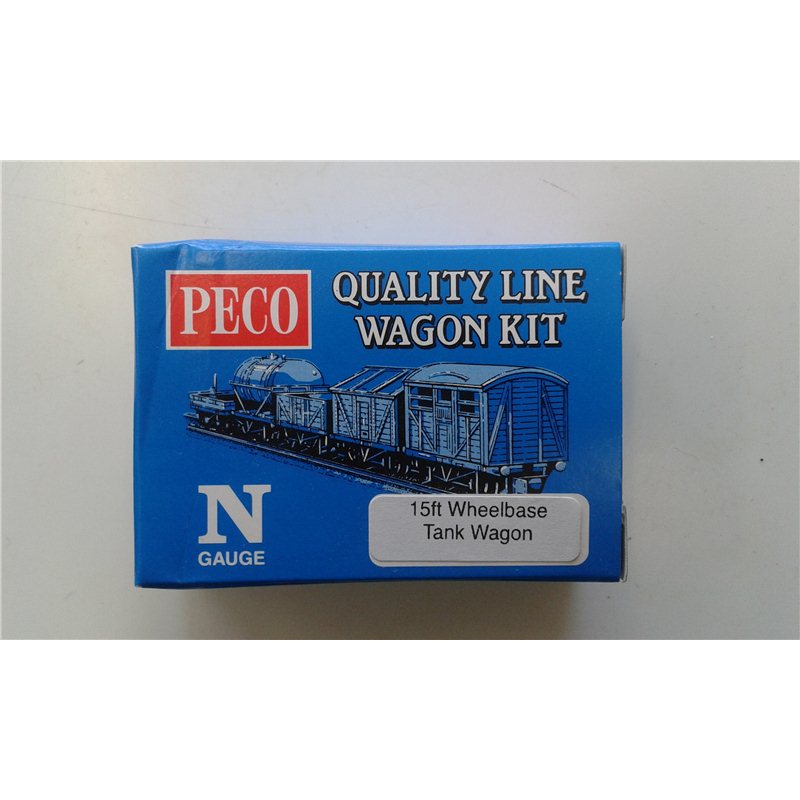 PECO
QUALITY LINE
WAGON KIT
N
GAUGE
15ft Wheelbase
Tank Wagon